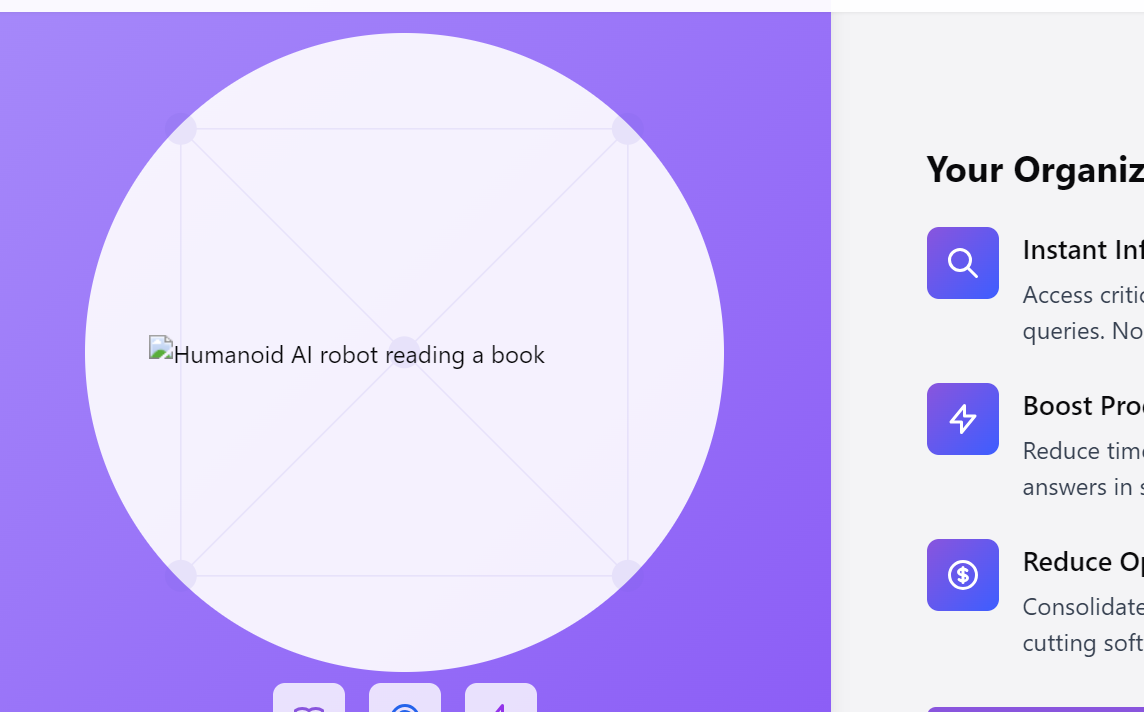 Humanoid AI robot reading a book
Your Organiz
Instant Inf
Access critic
queries. No
Boost Proc
Reduce time
answers in s
Reduce Op
Consolidate
cutting soft